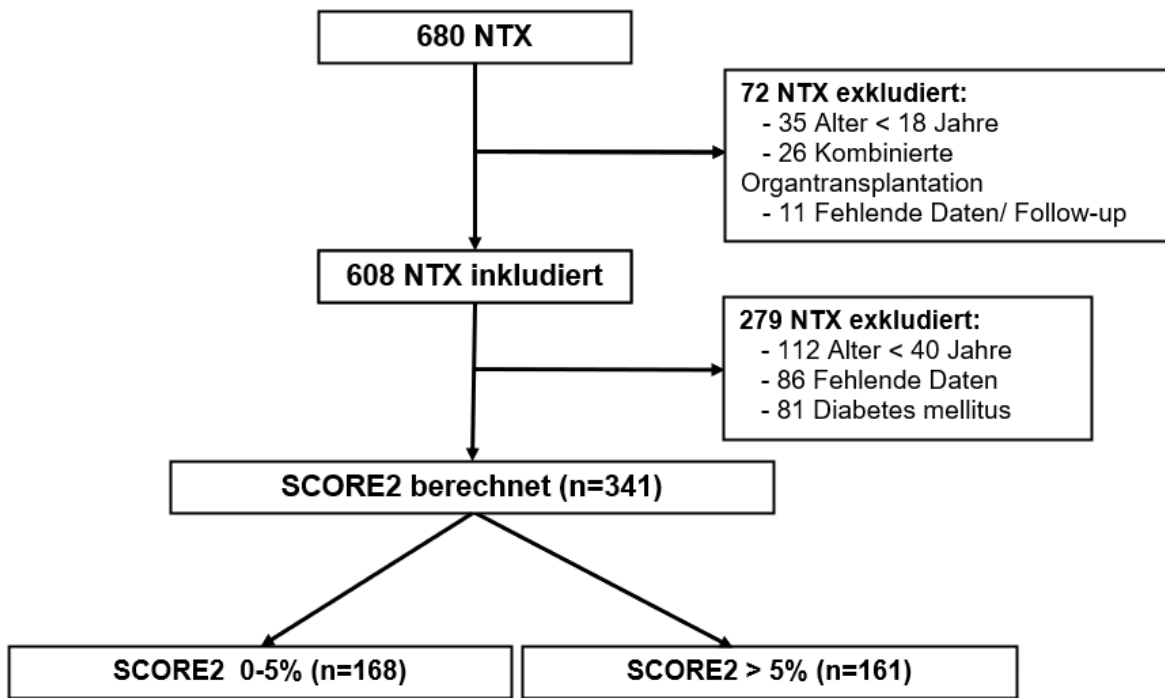 680 NTX
72 NTX exkludiert:
- 35 Alter < 18 Jahre
- 26 Kombinierte
Organtransplantation
- 11 Fehlende Daten/ Follow-up
608 NTX inkludiert
279 NTX exkludiert:
- 112 Alter < 40 Jahre
- 86 Fehlende Daten
- 81 Diabetes mellitus
SCORE2 berechnet (n=341)
SCORE2 0-5% (n=168)
SCORE2 > 5% (n=161)